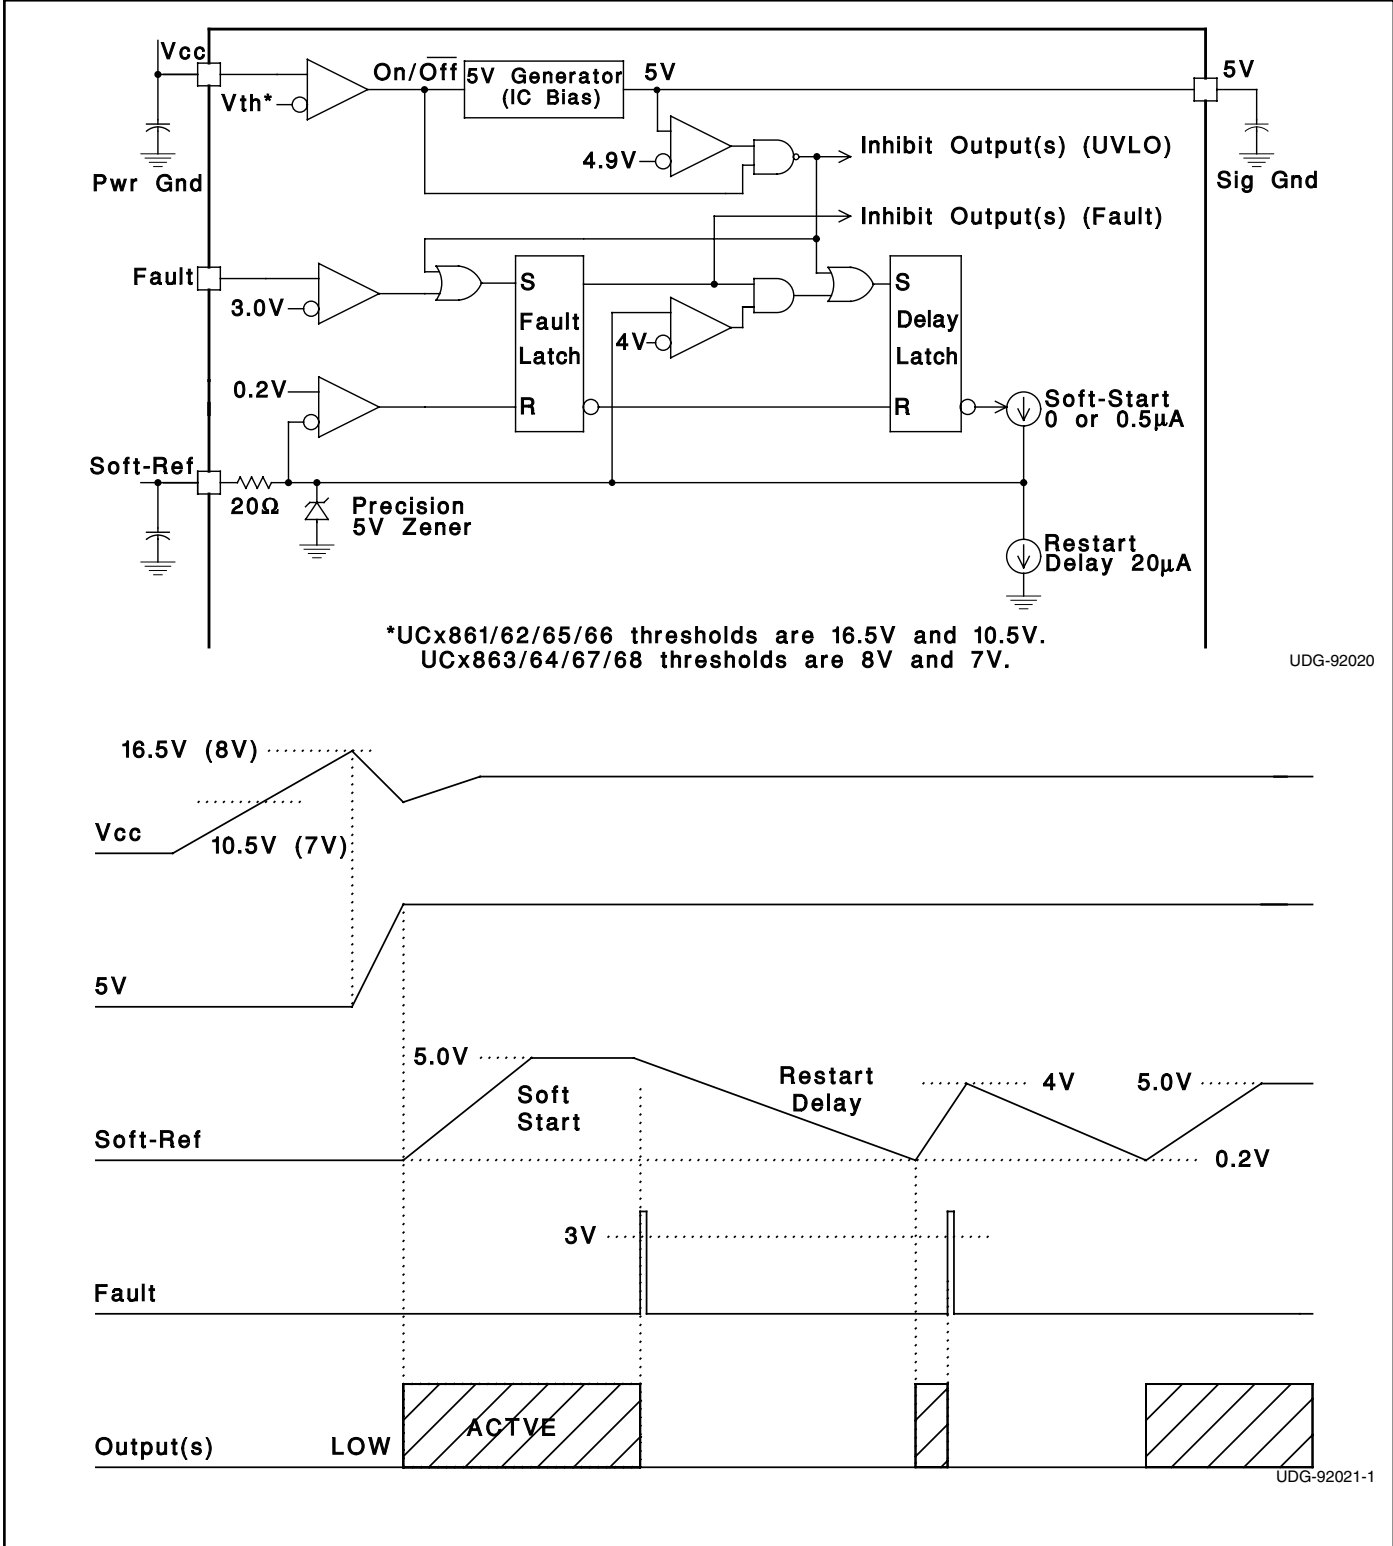 Vcc
On/Off
5V Generator
(IC Bias)
5V
5V
Vth*
4.9V
Inhibit Output(s) (UVLO)
Pwr Gnd
Sig Gnd
Inhibit Output(s) (Fault)
Fault
3.0V
S
Fault
Latch
R
4V
S
Delay
Latch
R
0.2V
Soft-Start
0 or 0.5µA
Soft-Ref
20Ω
Precision
5V Zener
Restart
Delay 20µA
*UCx861/62/65/66 thresholds are 16.5V and 10.5V.
UCx863/64/67/68 thresholds are 8V and 7V.
UDG-92020
16.5V (8V)
Vcc
10.5V (7V)
5V
5.0V
Soft
Start
Restart
Delay
4V
5.0V
Soft-Ref
0.2V
3V
Fault
ACTVE
Output(s)
LOW
UDG-92021-1